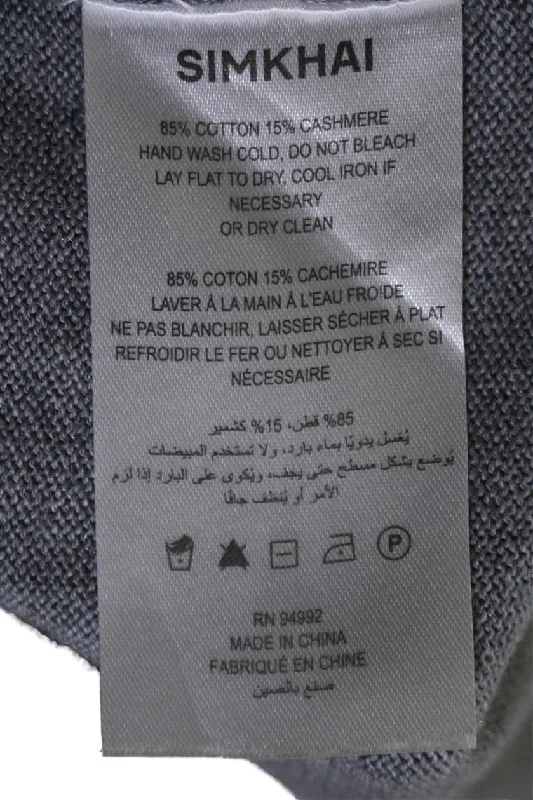 SIMKHAI
85% COTTON 15% CASHMERE
HAND WASH COLD, DO NOT BLEACH
LAY FLAT TO DRY, COOL IRON IF
NECESSARY
OR DRY CLEAN
85% COTON 15% CACHEMIRE
LAVER À LA MAIN À L'EAU FROIDE
NE PAS BLANCHIR, LAISSER SÉCHER À PLAT
REFROIDIR LE FER OU NETTOYER À SEC SI
NÉCESSAIRE
85% قطن، 15% كشمير
يُغسل يدويًا بماء بارد، ولا تستخدم المبيضات
يُوضع بشكل مسطح حتى يجف، ويُكوى على البارد إذا لزم
الأمر أو يُنظف جافًا
P
RN 94992
MADE IN CHINA
FABRIQUÉ EN CHINE
صنع بالصين